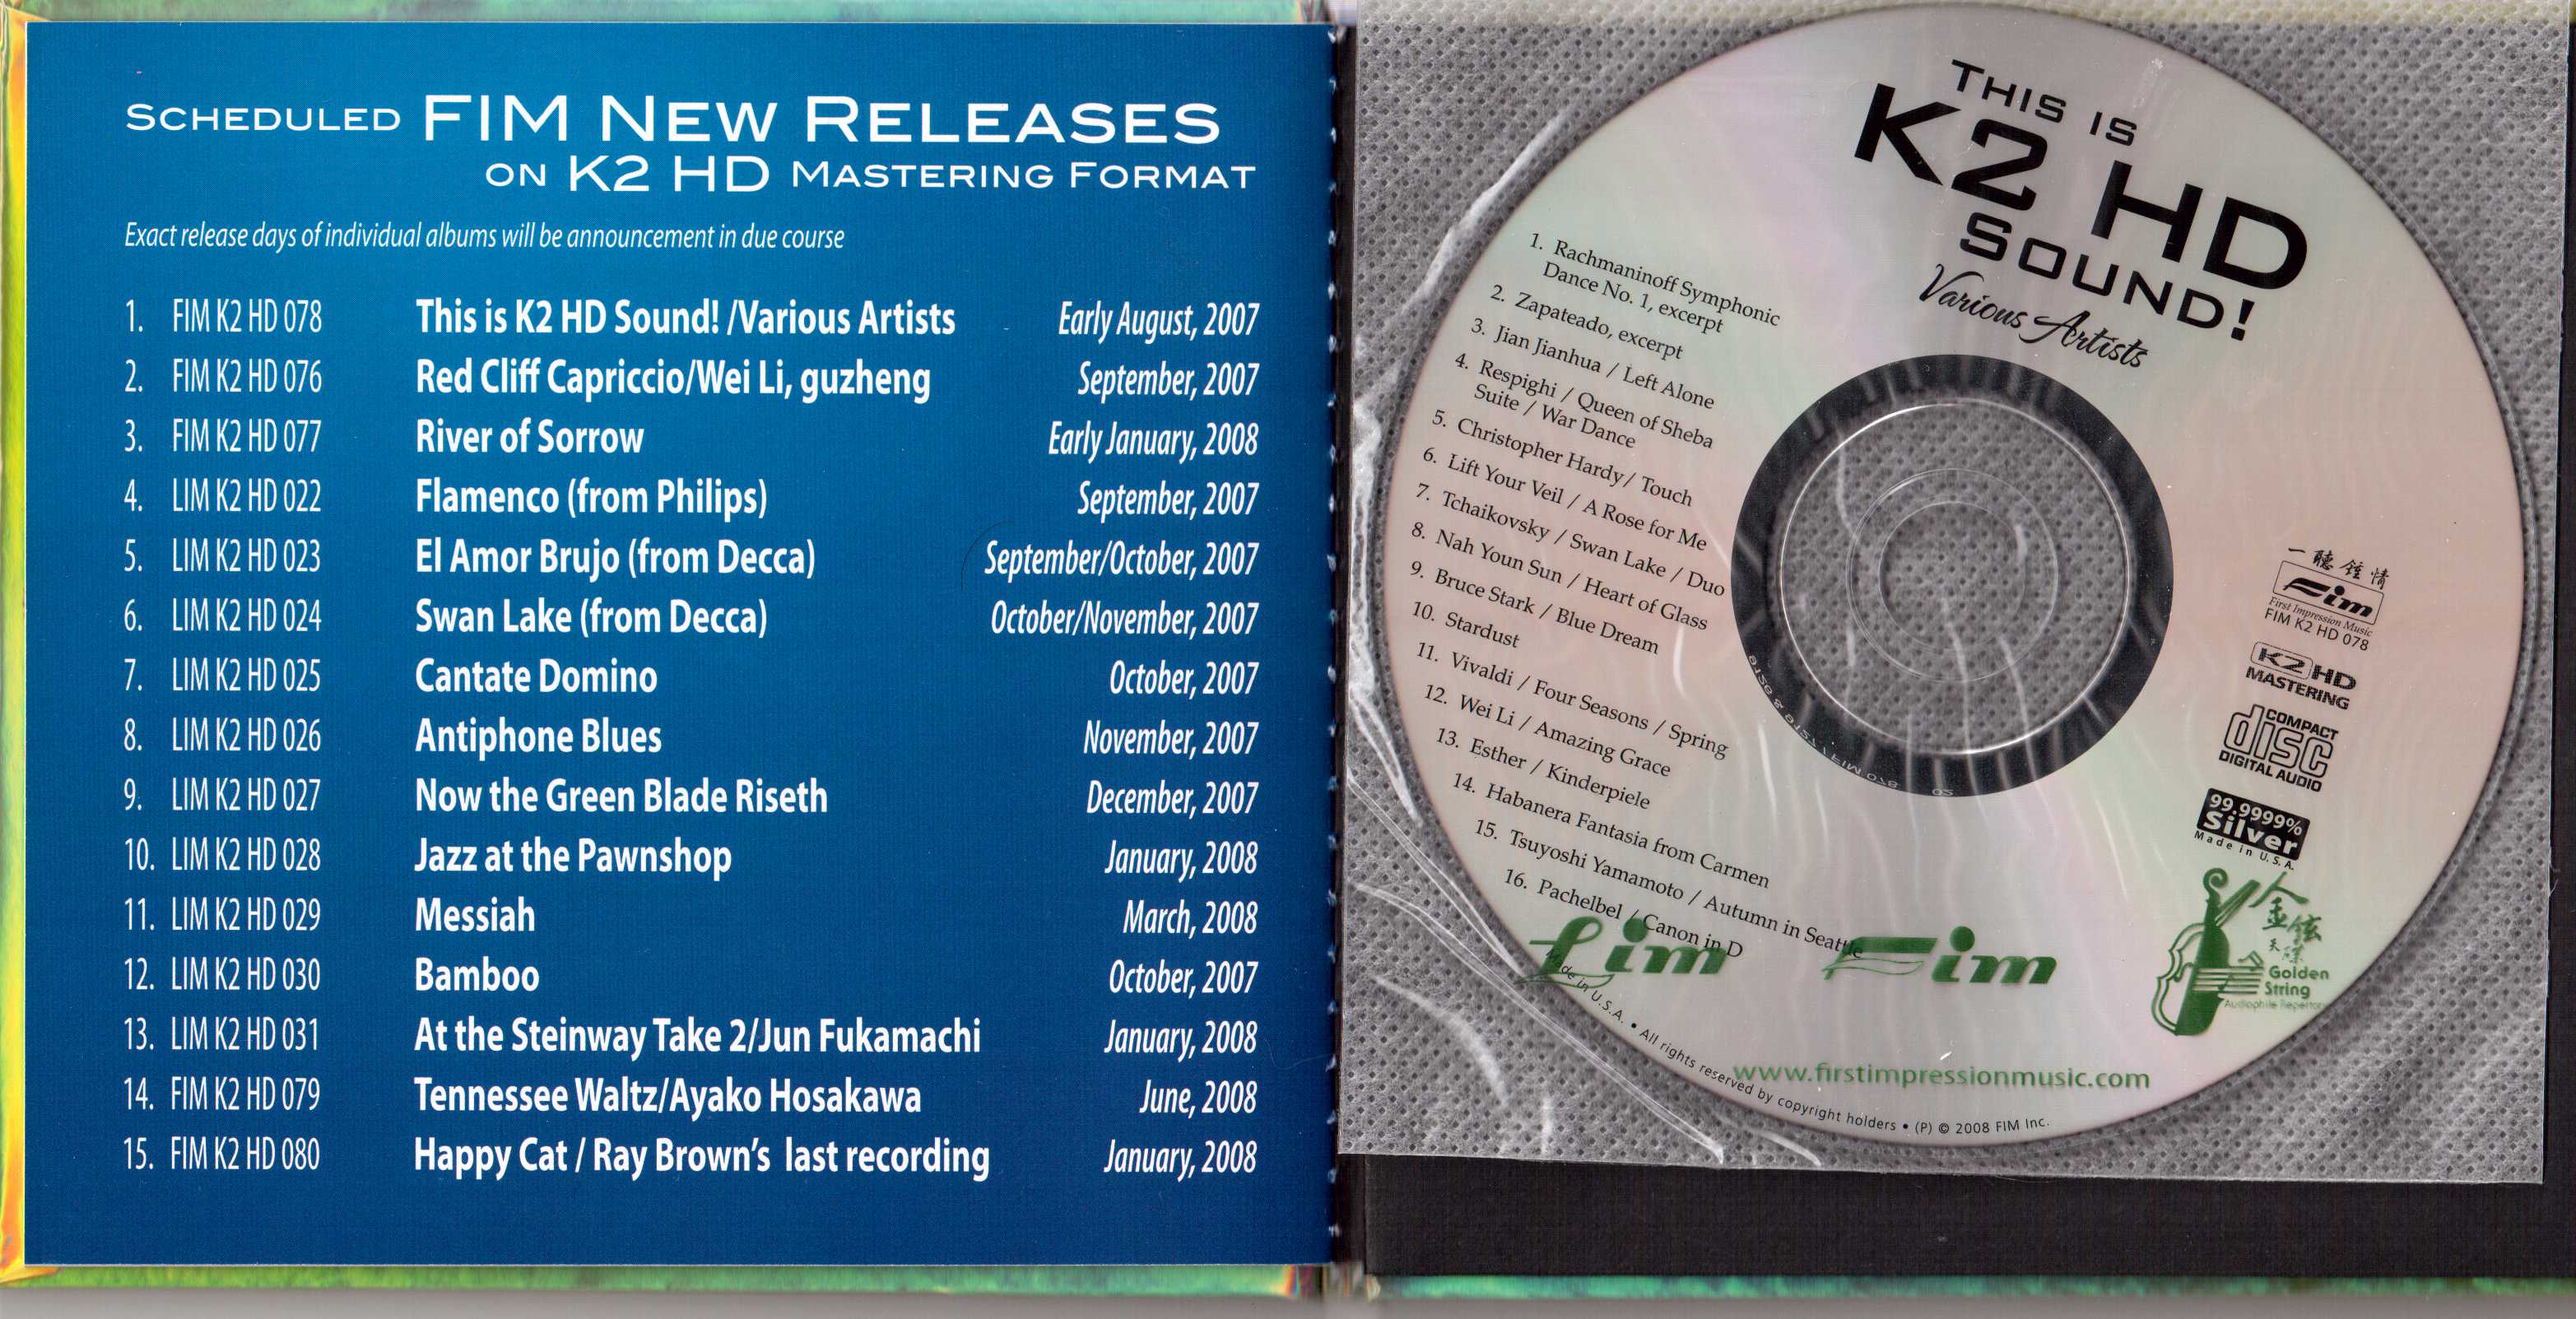 SCHEDULED FIM NEW RELEASES
ON K2 HD MASTERING FORMAT
Exact release days of individual albums will be announcement in due course
1. FIM K2 HD 078 This is K2 HD Sound! /Various Artists Early August, 2007
2. FIM K2 HD 076 Red Cliff Capriccio/Wei Li, guzheng September, 2007
3. FIM K2 HD 077 River of Sorrow Early January, 2008
4. LIM K2 HD 022 Flamenco (from Philips) September, 2007
5. LIM K2 HD 023 El Amor Brujo (from Decca) September/October, 2007
6. LIM K2 HD 024 Swan Lake (from Decca) October/November, 2007
7. LIM K2 HD 025 Cantate Domino October, 2007
8. LIM K2 HD 026 Antiphone Blues November, 2007
9. LIM K2 HD 027 Now the Green Blade Riseth December, 2007
10. LIM K2 HD 028 Jazz at the Pawnshop January, 2008
11. LIM K2 HD 029 Messiah March, 2008
12. LIM K2 HD 030 Bamboo October, 2007
13. LIM K2 HD 031 At the Steinway Take 2/Jun Fukamachi January, 2008
14. FIM K2 HD 079 Tennessee Waltz/Ayako Hosakawa June, 2008
15. FIM K2 HD 080 Happy Cat / Ray Brown's last recording January, 2008
THIS IS
K2 HD
SOUND!
Various Artists
1. Rachmaninoff Symphonic
Dance No. 1, excerpt
2. Zapateado, excerpt
3. Jian Jianhua / Left Alone
4. Respighi / Queen of Sheba
Suite / War Dance
5. Christopher Hardy/ Touch
6. Lift Your Veil / A Rose for Me
7. Tchaikovsky / Swan Lake / Duo
8. Nah Youn Sun / Heart of Glass
9. Bruce Stark / Blue Dream
10. Stardust
11. Vivaldi / Four Seasons / Spring
12. Wei Li / Amazing Grace
13. Esther / Kinderpiele
14. Habanera Fantasia from Carmen
15. Tsuyoshi Yamamoto / Autumn in Seattle
16. Pachelbel / Canon in D
一聽鍾情
Fim
First Impression Music
FIM K2 HD 078
K2 HD
MASTERING
COMPACT
disc
DIGITAL AUDIO
99.9999%
Silver
Made in U.S.A.
Lim
Fim
Golden
String
Audiophile
www.firstimpressionmusic.com
Made in U.S.A. • All rights reserved by copyright holders • (P) © 2008 FIM Inc.